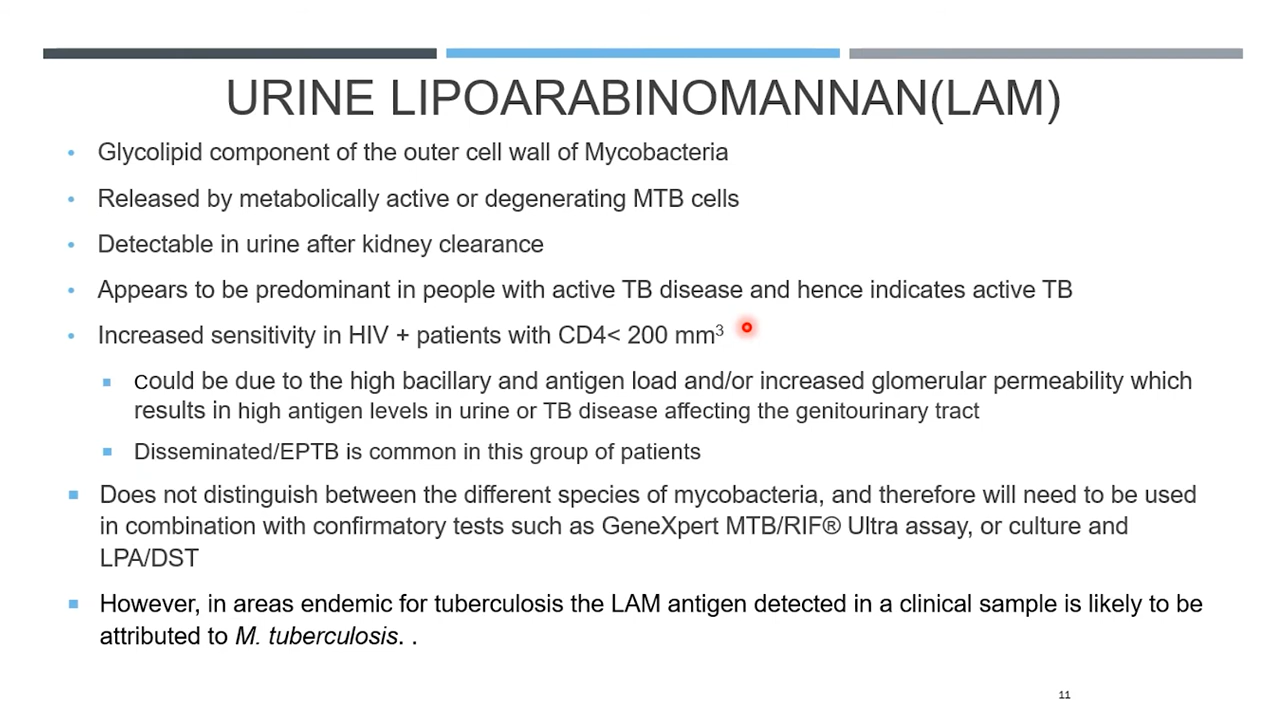 URINE LIPOARABINOMANNAN(LAM)
• Glycolipid component of the outer cell wall of Mycobacteria
• Released by metabolically active or degenerating MTB cells
• Detectable in urine after kidney clearance
• Appears to be predominant in people with active TB disease and hence indicates active TB
• Increased sensitivity in HIV + patients with CD4< 200 mm³
▪ Could be due to the high bacillary and antigen load and/or increased glomerular permeability which
results in high antigen levels in urine or TB disease affecting the genitourinary tract
▪ Disseminated/EPTB is common in this group of patients
▪ Does not distinguish between the different species of mycobacteria, and therefore will need to be used
in combination with confirmatory tests such as GeneXpert MTB/RIF® Ultra assay, or culture and
LPA/DST
▪ However, in areas endemic for tuberculosis the LAM antigen detected in a clinical sample is likely to be
attributed to M. tuberculosis. .
11